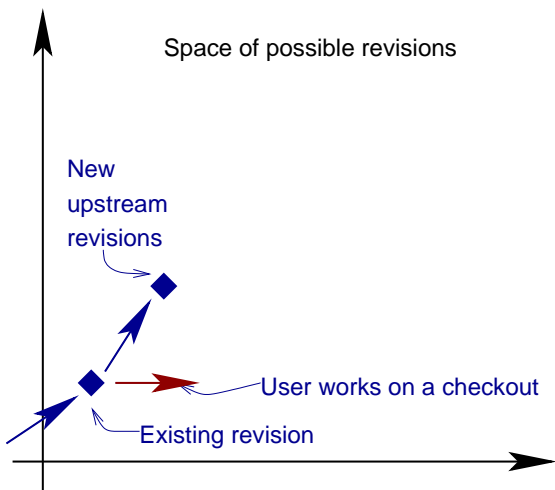 Space of possible revisions
New
upstream
revisions
User works on a checkout
Existing revision